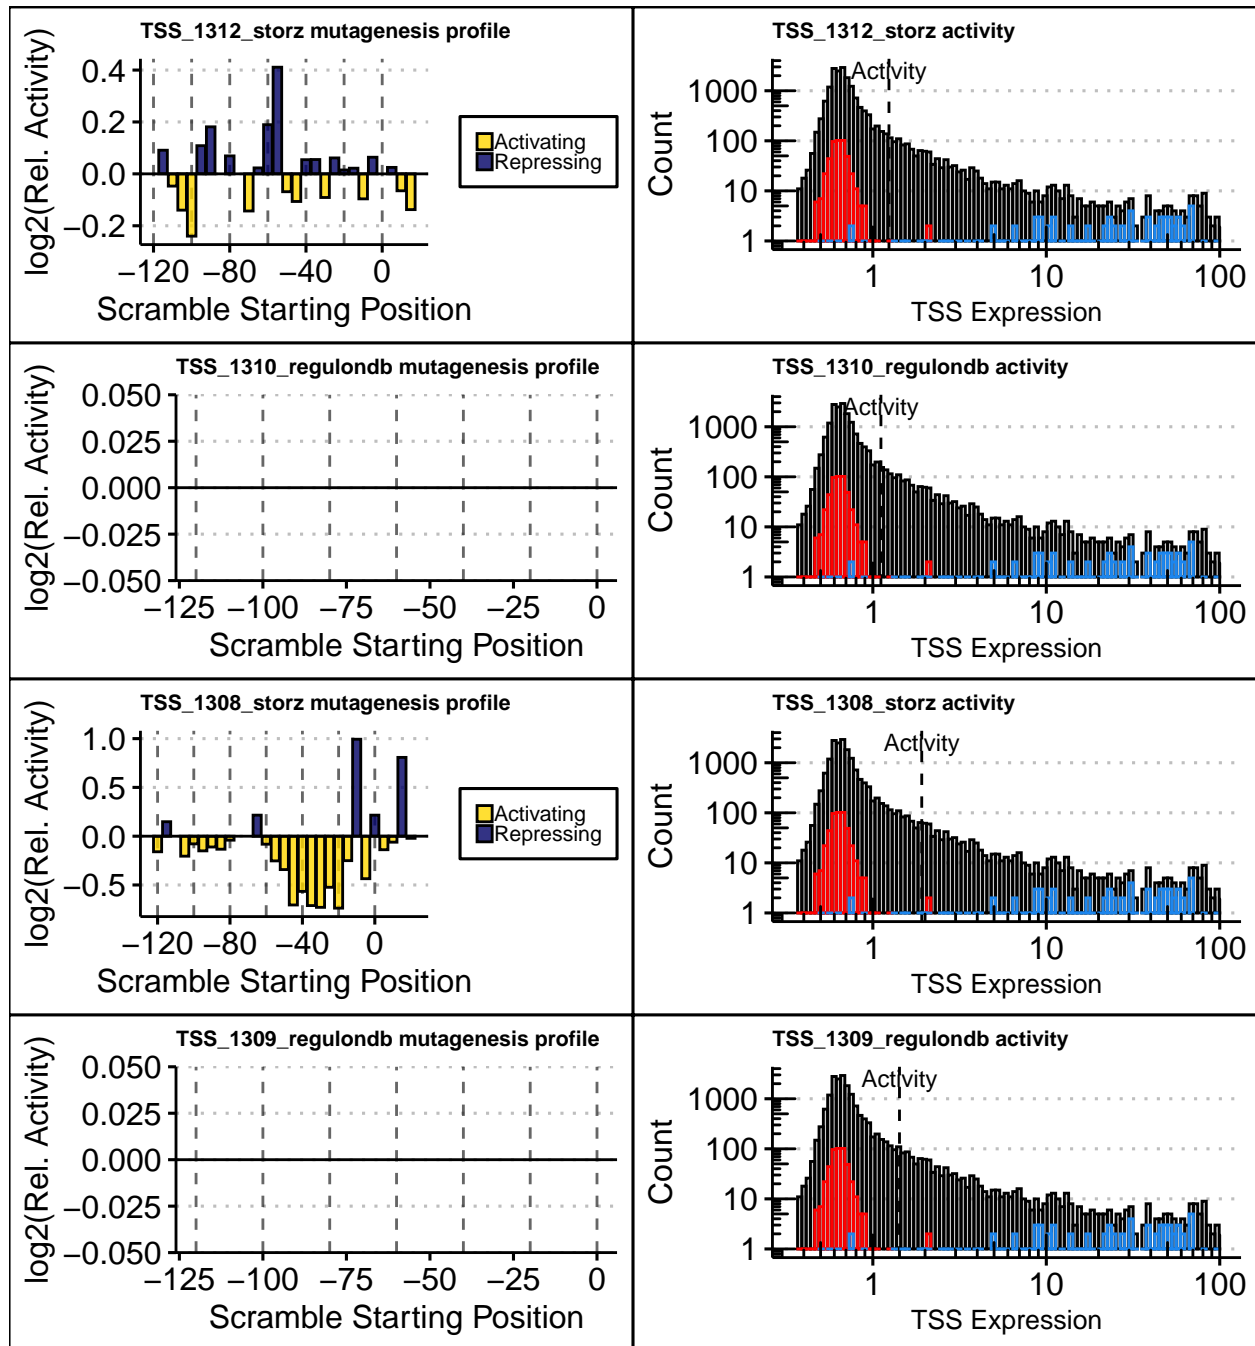 TSS_1312_storz mutagenesis profile
log2(Rel. Activity)
0.4
0.2
0.0
−0.2
−120 −80 −40 0
Scramble Starting Position
Activating
Repressing
TSS_1312_storz activity
Activity
Count
1000
100
10
1
1 10 100
TSS Expression
TSS_1310_regulondb mutagenesis profile
log2(Rel. Activity)
0.050
0.025
0.000
−0.025
−0.050
−125 −100 −75 −50 −25 0
Scramble Starting Position
TSS_1310_regulondb activity
Activity
Count
1000
100
10
1
1 10 100
TSS Expression
TSS_1308_storz mutagenesis profile
log2(Rel. Activity)
1.0
0.5
0.0
−0.5
−120 −80 −40 0
Scramble Starting Position
Activating
Repressing
TSS_1308_storz activity
Activity
Count
1000
100
10
1
1 10 100
TSS Expression
TSS_1309_regulondb mutagenesis profile
log2(Rel. Activity)
0.050
0.025
0.000
−0.025
−0.050
−125 −100 −75 −50 −25 0
Scramble Starting Position
TSS_1309_regulondb activity
Activity
Count
1000
100
10
1
1 10 100
TSS Expression